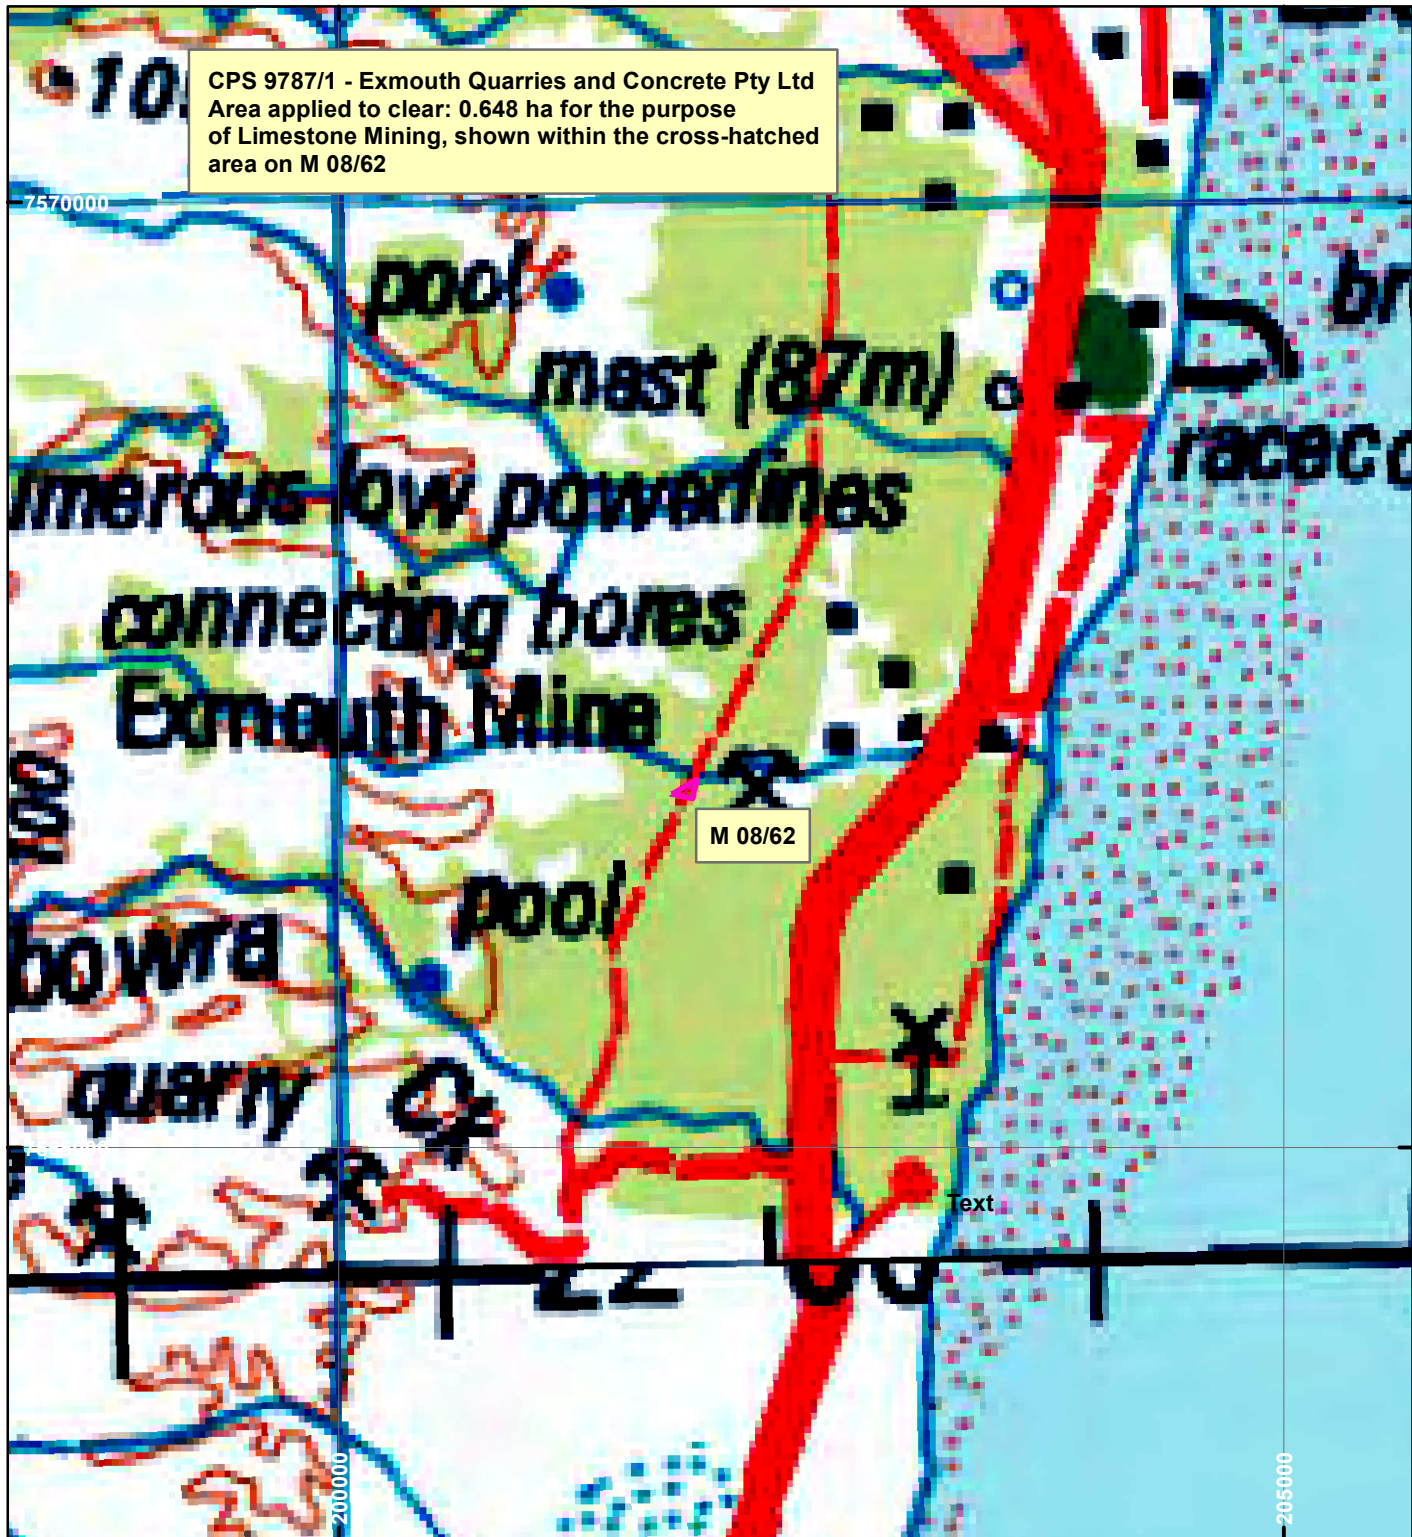 CPS 9787/1 - Exmouth Quarries and Concrete Pty Ltd
Area applied to clear: 0.648 ha for the purpose
of Limestone Mining, shown within the cross-hatched
area on M 08/62
7570000
pool
mast (87m)
low powerlines
connecting bores
Exmouth Mine
M 08/62
pool
bowra
quarry
Text
22
200000
205000